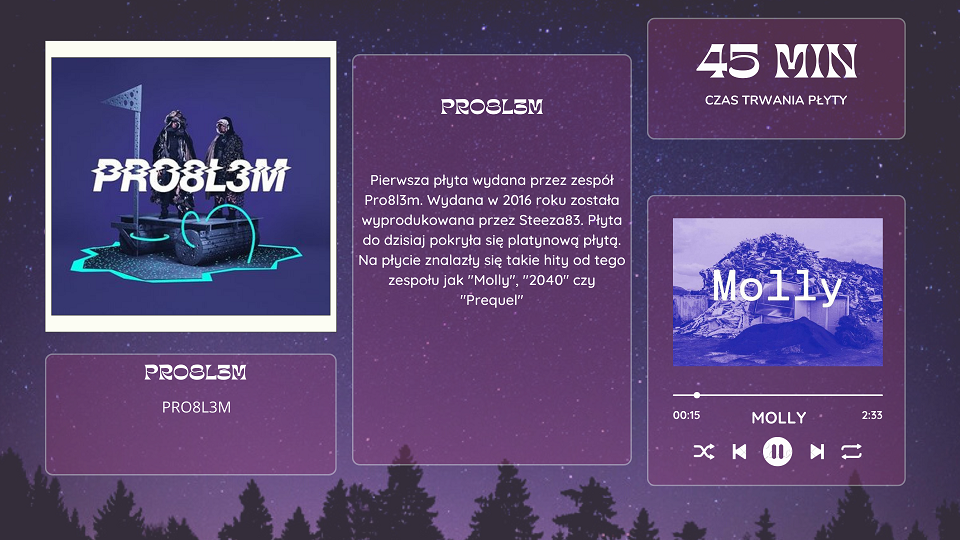 PRO8L3M
PRO8L3M
PRO8L3M
PRO8L3M
Pierwsza płyta wydana przez zespół
Pro8l3m. Wydana w 2016 roku została
wyprodukowana przez Steeza83. Płyta
do dzisiaj pokryła się platynową płytą.
Na płycie znalazły się takie hity od tego
zespołu jak "Molly", "2040" czy
"Prequel"
45 MIN
CZAS TRWANIA PŁYTY
Molly
00:15 MOLLY 2:33